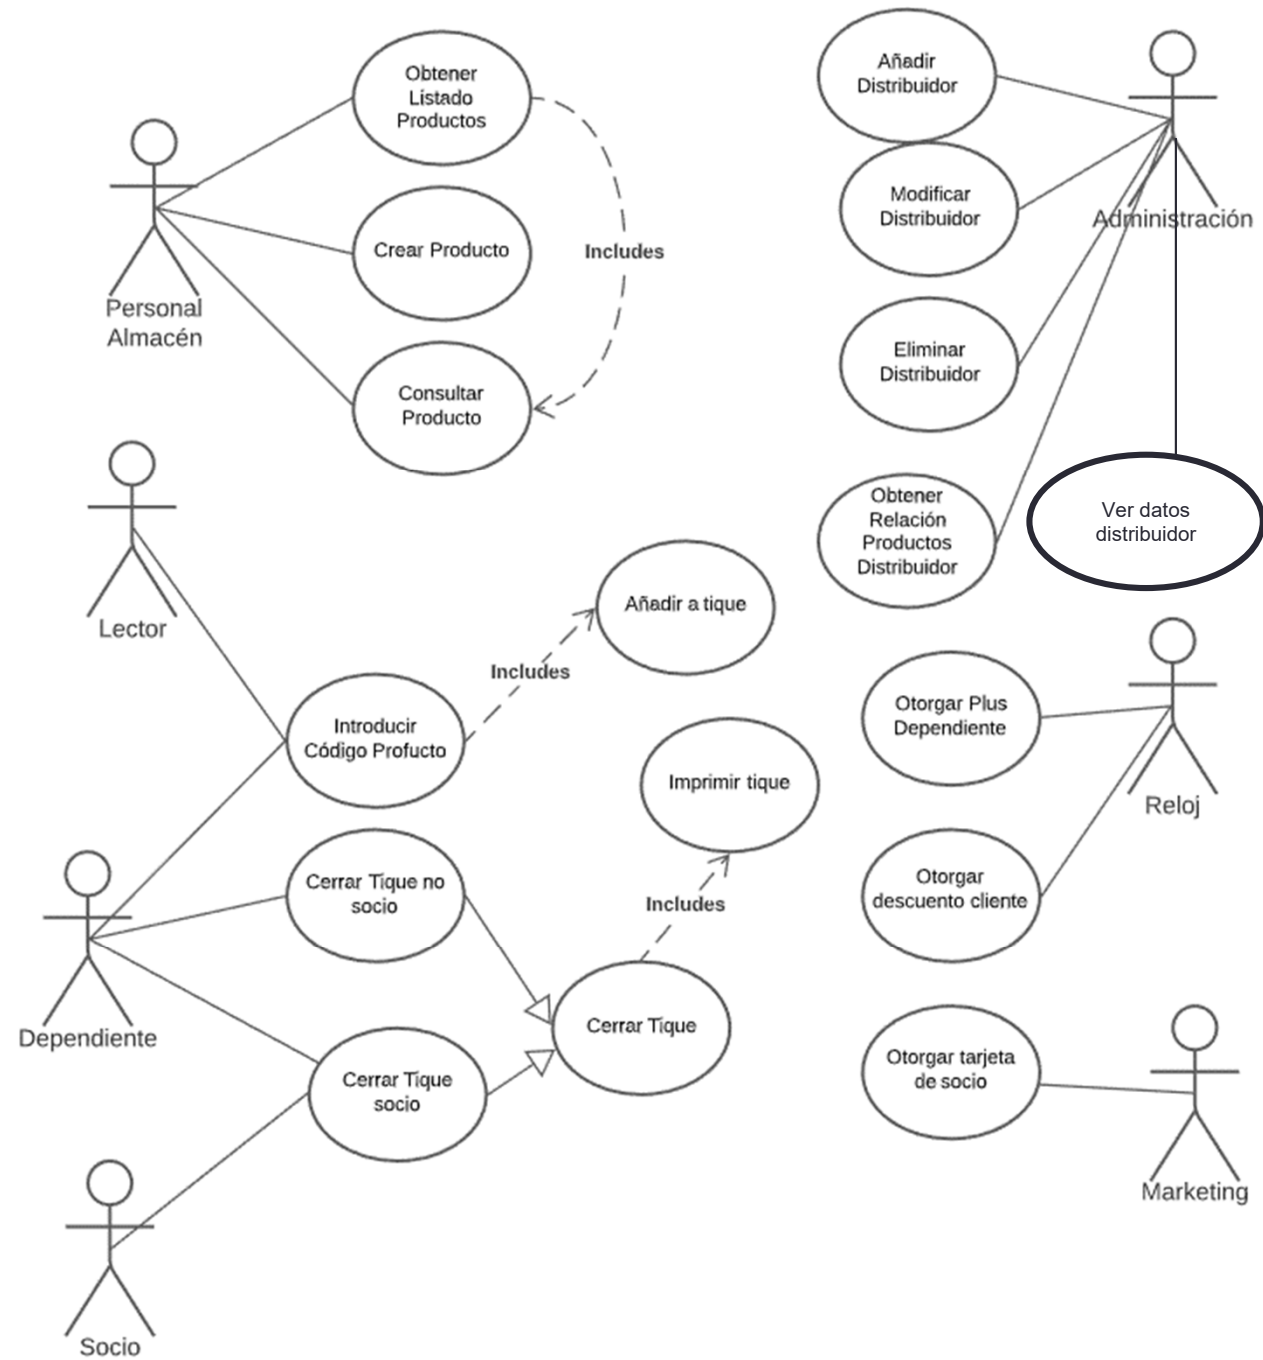 Obtener
Listado
Productos
Crear Producto
Consultar
Producto
Includes
Personal
Almacén
Añadir
Distribuidor
Modificar
Distribuidor
Eliminar
Distribuidor
Obtener
Relación
Productos
Distribuidor
Administración
Ver datos
distribuidor
Lector
Añadir a tique
Includes
Introducir
Código Profucto
Imprimir tique
Includes
Cerrar Tique no
socio
Cerrar Tique
Dependiente
Cerrar Tique
socio
Socio
Otorgar Plus
Dependiente
Reloj
Otorgar
descuento cliente
Otorgar tarjeta
de socio
Marketing